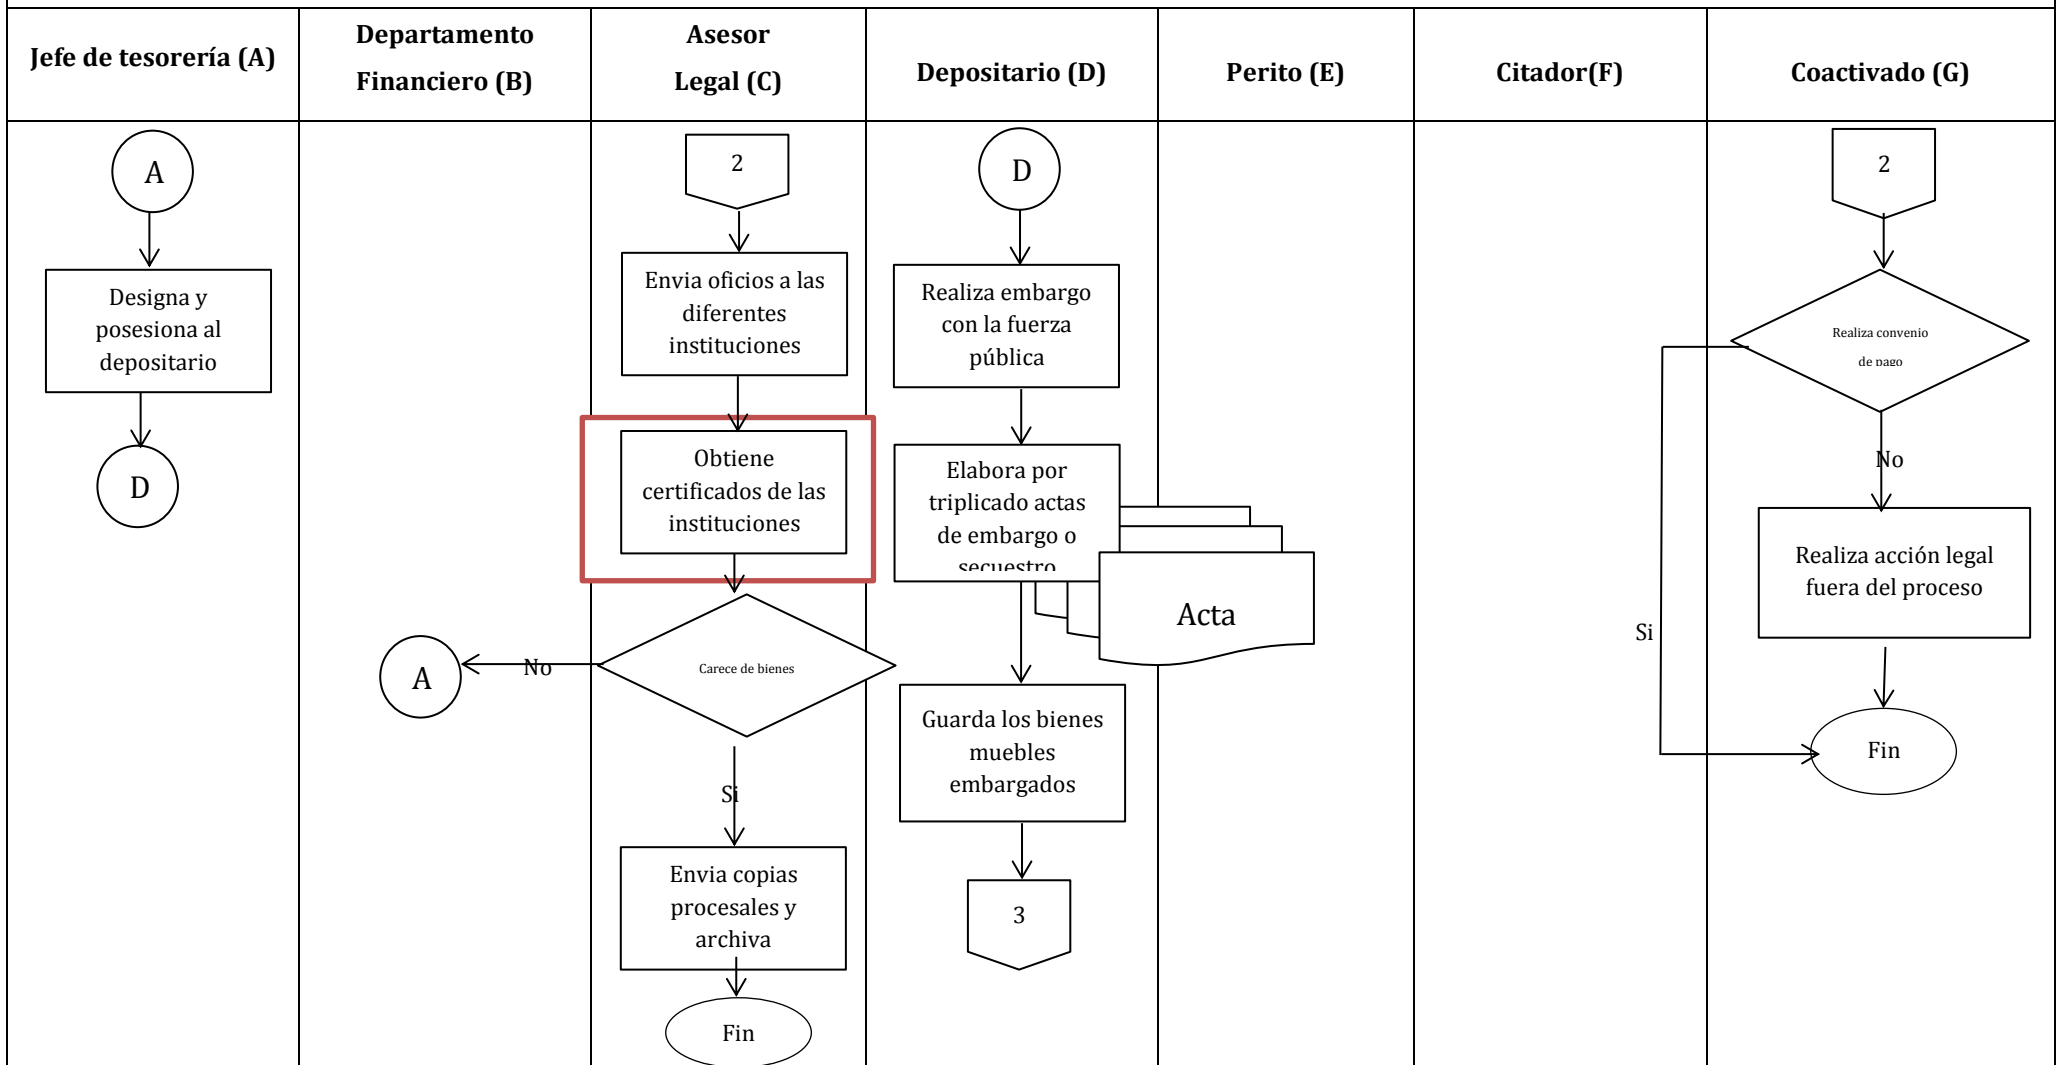 Jefe de tesorería (A)
Departamento
Financiero (B)
Asesor
Legal (C)
Depositario (D)
Perito (E)
Citador(F)
Coactivado (G)
A
Designa y
posesiona al
depositario
D
A
No
2
Envia oficios a las
diferentes
instituciones
Obtiene
certificados de las
instituciones
Carece de bienes
Si
Envia copias
procesales y
archiva
Fin
D
Realiza embargo
con la fuerza
pública
Elabora por
triplicado actas
de embargo o
secuestro
Acta
Guarda los bienes
muebles
embargados
3
2
Realiza convenio
de pago
No
Realiza acción legal
fuera del proceso
Si
Fin